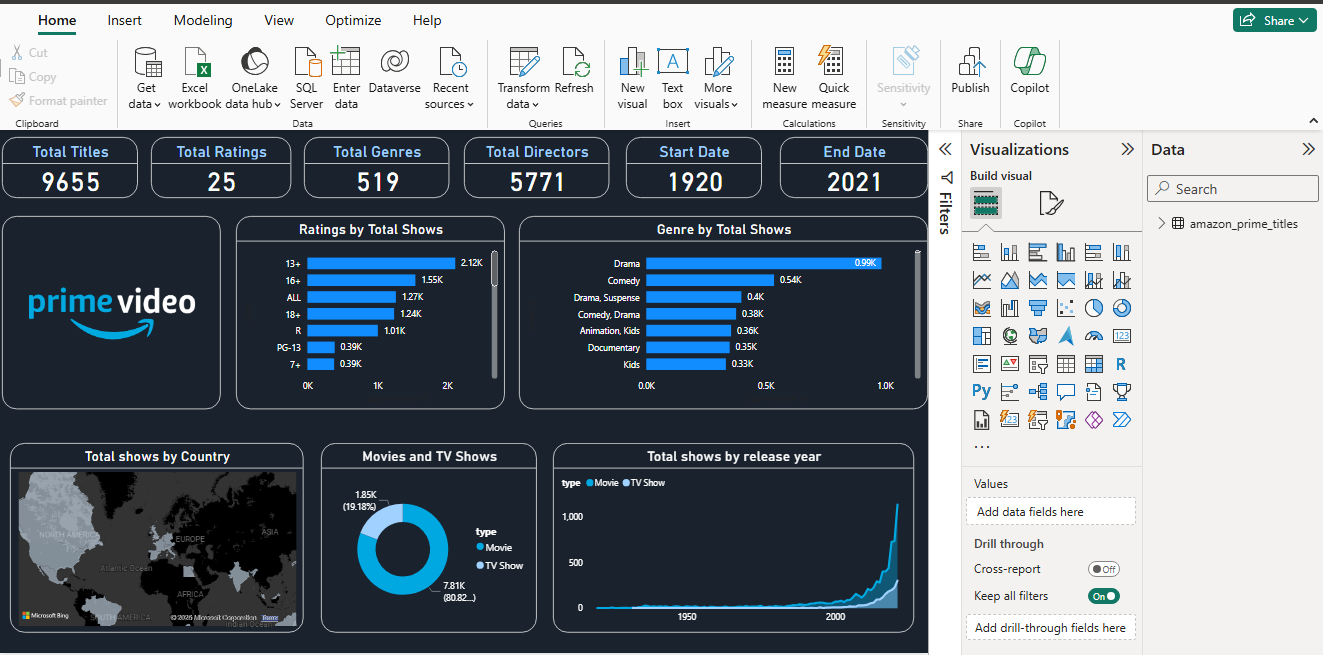 Home Insert Modeling View Optimize Help Share
Cut
Copy
Format painter
Clipboard
Get data
Excel workbook
OneLake data hub
SQL Server
Enter data
Dataverse
Recent sources
Data
Transform data
Refresh
Queries
New visual
Text box
More visuals
Insert
New measure
Quick measure
Calculations
Sensitivity
Sensitivity
Publish
Share
Copilot
Copilot
Total Titles
9655
Total Ratings
25
Total Genres
519
Total Directors
5771
Start Date
1920
End Date
2021
prime video
Ratings by Total Shows
13+ 2.12K
16+ 1.55K
ALL 1.27K
18+ 1.24K
R 1.01K
PG-13 0.39K
7+ 0.39K
0K 1K 2K
Genre by Total Shows
Drama 0.99K
Comedy 0.54K
Drama, Suspense 0.4K
Comedy, Drama 0.38K
Animation, Kids 0.36K
Documentary 0.35K
Kids 0.33K
0.0K 0.5K 1.0K
Total shows by Country
NORTH AMERICA
EUROPE
ASIA
Atlantic Ocean
AFRICA
SOUTH AMERICA
Indian Ocean
Microsoft Bing
Microsoft Corporation Terms
Movies and TV Shows
1.85K
(19.18%)
7.81K
(80.82...)
type
Movie
TV Show
Total shows by release year
type Movie TV Show
1,000
500
0
1950 2000
Filters
Visualizations
Build visual
123
R
Py
123
Values
Add data fields here
Drill through
Cross-report Off
Keep all filters On
Add drill-through fields here
Data
Search
amazon_prime_titles